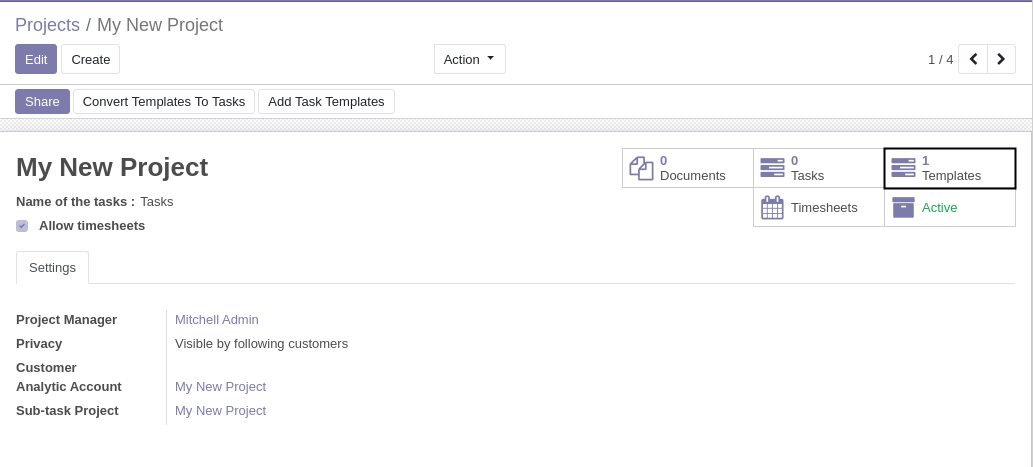 Projects / My New Project
Edit Create Action 1 / 4
Share Convert Templates To Tasks Add Task Templates
My New Project
0 Documents
0 Tasks
1 Templates
Timesheets
Active
Name of the tasks : Tasks
Allow timesheets
Settings
Project Manager Mitchell Admin
Privacy Visible by following customers
Customer
Analytic Account My New Project
Sub-task Project My New Project